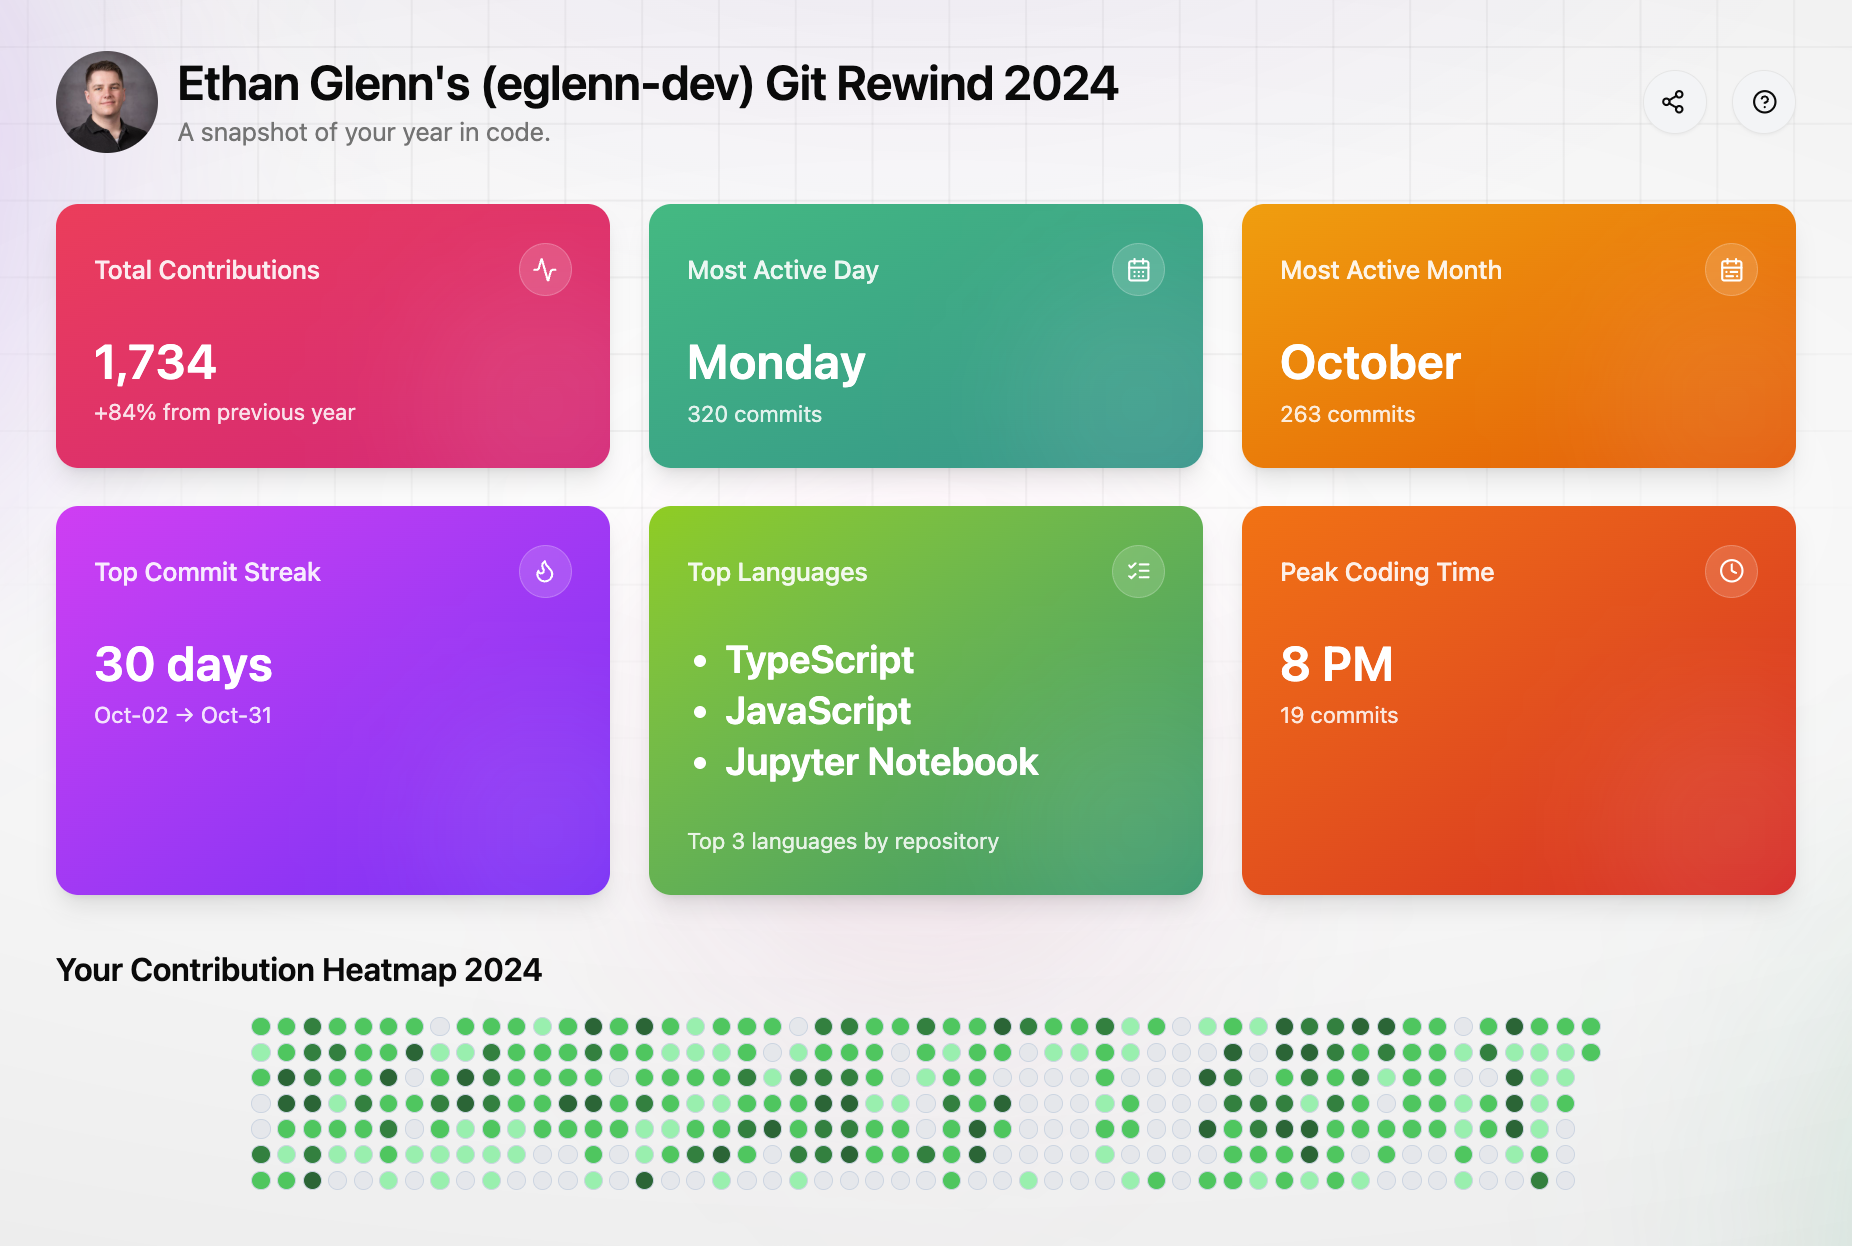 Ethan Glenn's (eglenn-dev) Git Rewind 2024
A snapshot of your year in code.
Total Contributions
1,734
+84% from previous year
Most Active Day
Monday
320 commits
Most Active Month
October
263 commits
Top Commit Streak
30 days
Oct-02 → Oct-31
Top Languages
• TypeScript
• JavaScript
• Jupyter Notebook
Top 3 languages by repository
Peak Coding Time
8 PM
19 commits
Your Contribution Heatmap 2024